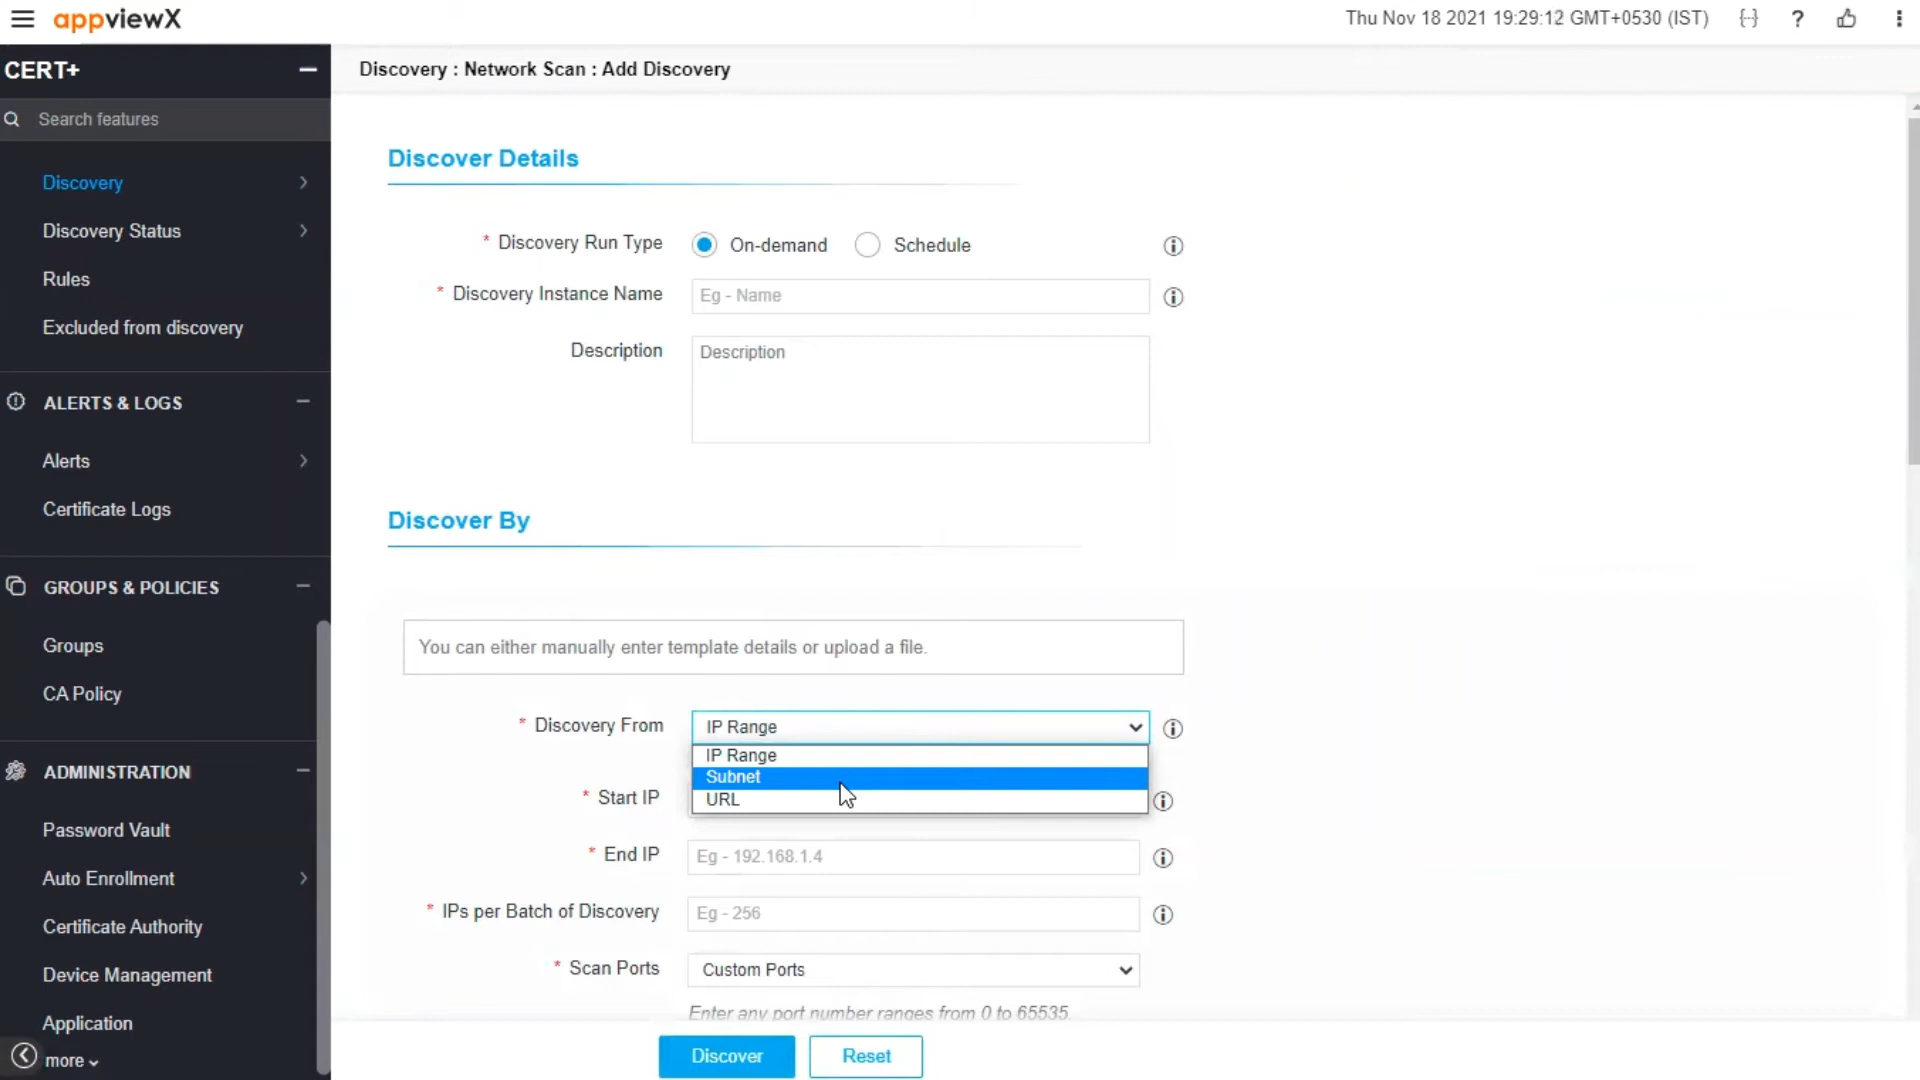 appviewX
Thu Nov 18 2021 19:29:12 GMT+0530 (IST)
CERT+
Discovery : Network Scan : Add Discovery
Search features
Discovery
Discovery Status
Rules
Excluded from discovery
ALERTS & LOGS
Alerts
Certificate Logs
GROUPS & POLICIES
Groups
CA Policy
ADMINISTRATION
Password Vault
Auto Enrollment
Certificate Authority
Device Management
Application
more
Discover Details
* Discovery Run Type On-demand Schedule
* Discovery Instance Name Eg - Name
Description Description
Discover By
You can either manually enter template details or upload a file.
* Discovery From IP Range
IP Range
Subnet
URL
* Start IP
* End IP Eg - 192.168.1.4
* IPs per Batch of Discovery Eg - 256
* Scan Ports Custom Ports
Enter any port number ranges from 0 to 65535.
Discover Reset